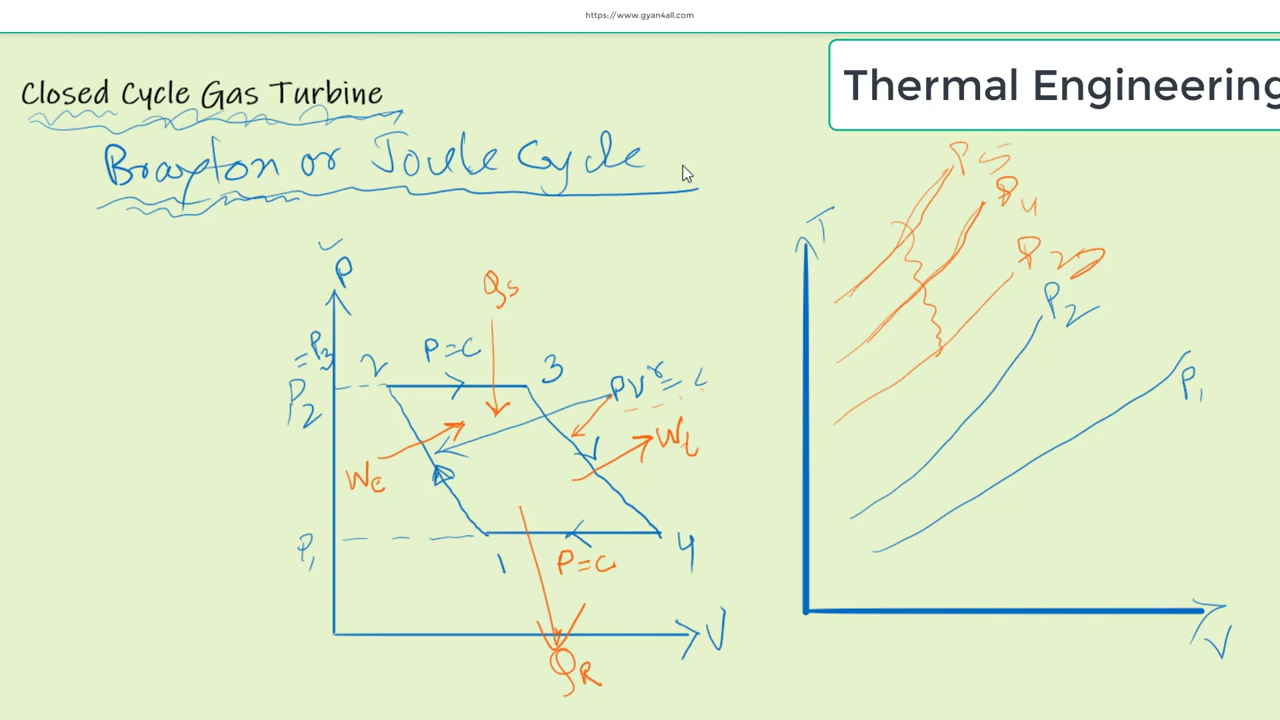 https://www.gyan4all.com
Thermal Engineering
Closed Cycle Gas Turbine
Brayton or Joule Cycle
P
Qs
P=C
= P3
P2
2
3
PVʳ = C
Wc
Wt
P1
1
4
P=C
V
QR
T
P5
P4
P2
P1
V